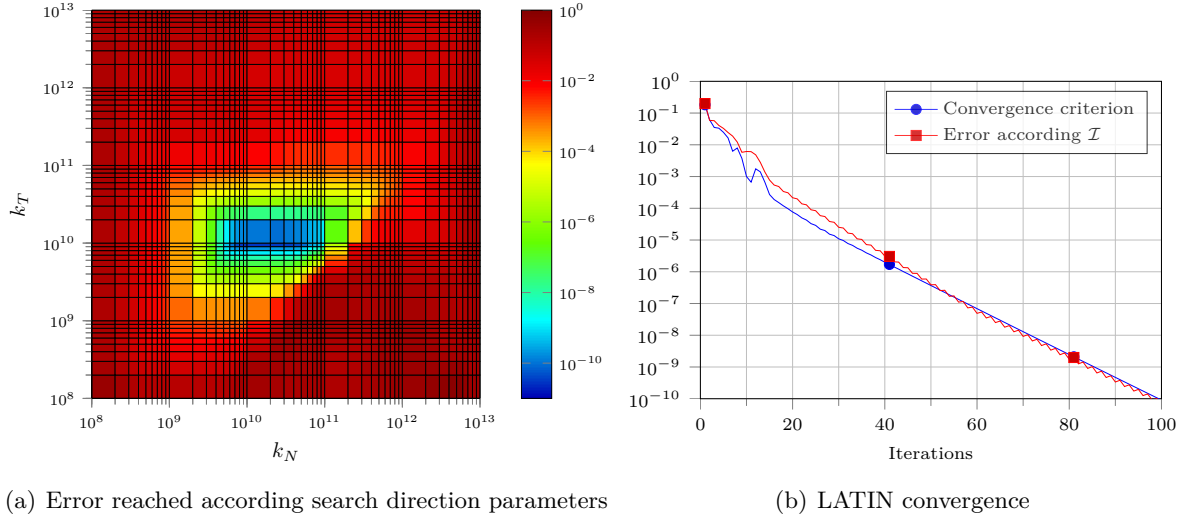 10^13
10^12
10^11
10^10
10^9
10^8
k_T
10^8 10^9 10^10 10^11 10^12 10^13
k_N
10^0
10^−2
10^−4
10^−6
10^−8
10^−10
(a) Error reached according search direction parameters
10^0
10^−1
10^−2
10^−3
10^−4
10^−5
10^−6
10^−7
10^−8
10^−9
10^−10
Convergence criterion
Error according ℐ
0 20 40 60 80 100
Iterations
(b) LATIN convergence